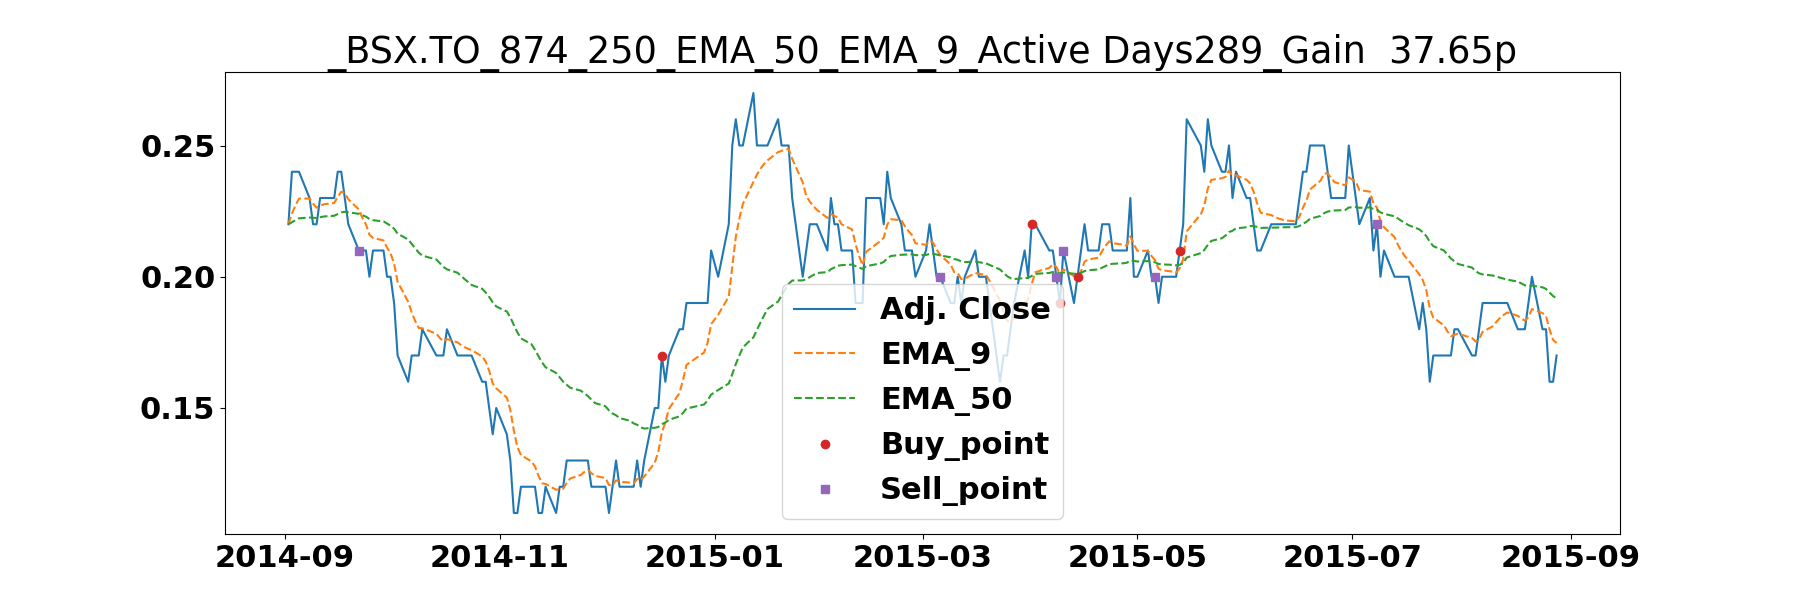 _BSX.TO_874_250_EMA_50_EMA_9_Active Days289_Gain  37.65p
0.25
0.20
0.15
Adj. Close
EMA_9
EMA_50
Buy_point
Sell_point
2014-09 2014-11 2015-01 2015-03 2015-05 2015-07 2015-09